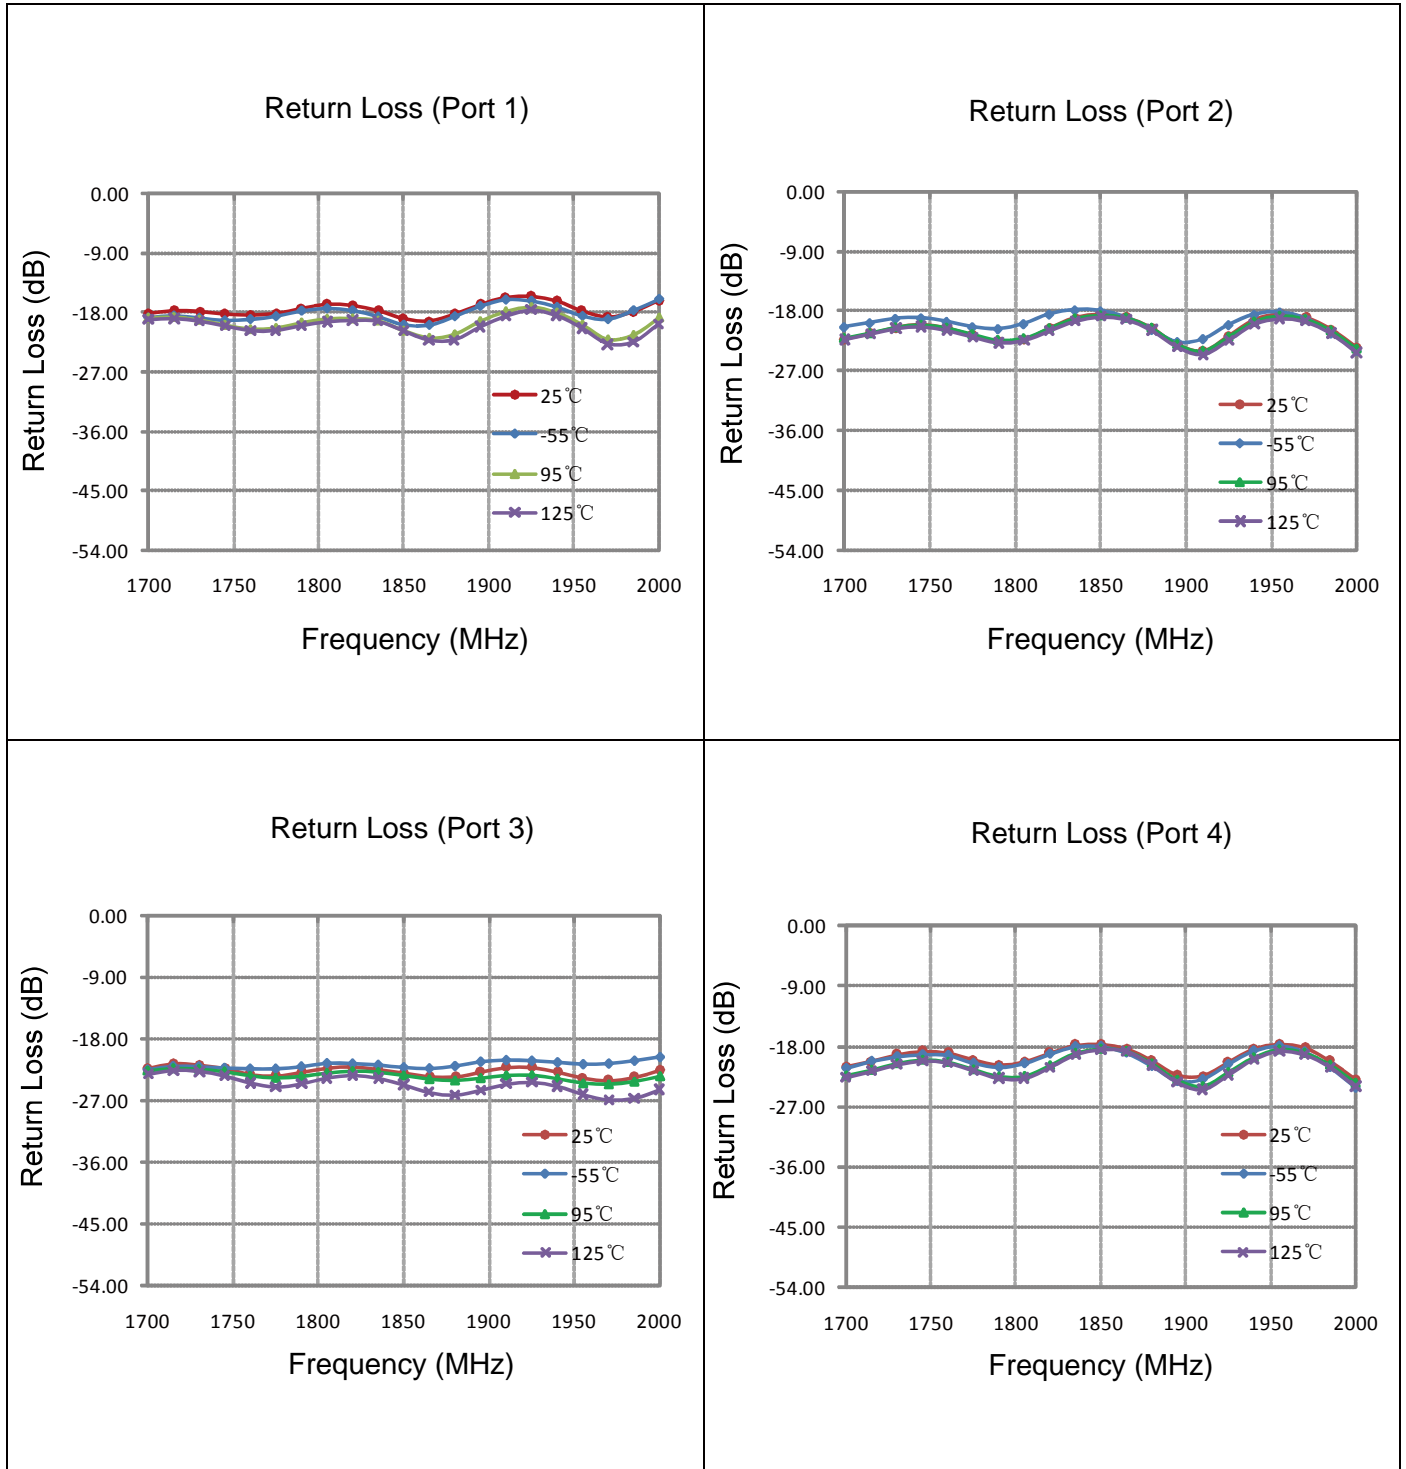 Return Loss (Port 1)
Return Loss (dB)
0.00
-9.00
-18.00
-27.00
-36.00
-45.00
-54.00
25℃
-55℃
95℃
125℃
1700 1750 1800 1850 1900 1950 2000
Frequency (MHz)
Return Loss (Port 2)
Return Loss (dB)
0.00
-9.00
-18.00
-27.00
-36.00
-45.00
-54.00
25℃
-55℃
95℃
125℃
1700 1750 1800 1850 1900 1950 2000
Frequency (MHz)
Return Loss (Port 3)
Return Loss (dB)
0.00
-9.00
-18.00
-27.00
-36.00
-45.00
-54.00
25℃
-55℃
95℃
125℃
1700 1750 1800 1850 1900 1950 2000
Frequency (MHz)
Return Loss (Port 4)
Return Loss (dB)
0.00
-9.00
-18.00
-27.00
-36.00
-45.00
-54.00
25℃
-55℃
95℃
125℃
1700 1750 1800 1850 1900 1950 2000
Frequency (MHz)